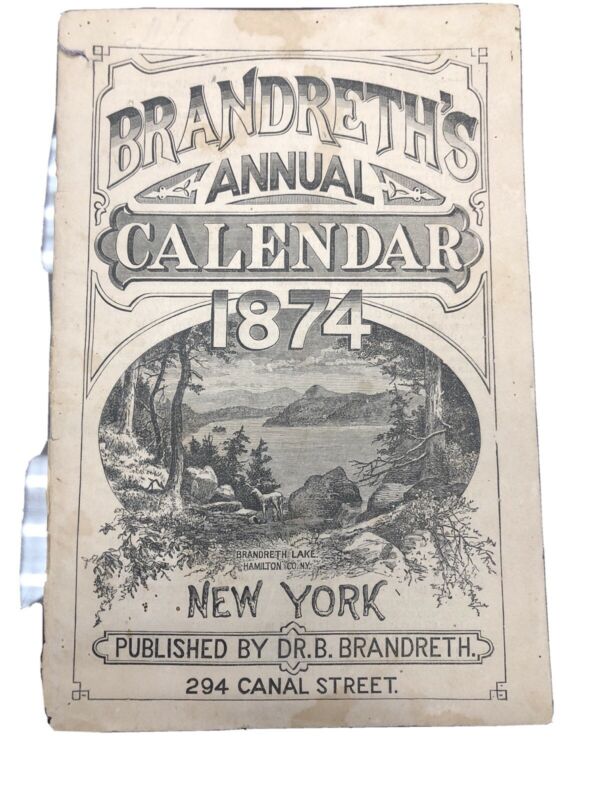 BRANDRETH'S
ANNUAL
CALENDAR
1874
BRANDRETH LAKE.
HAMILTON CO. N.Y.
NEW YORK
PUBLISHED BY DR. B. BRANDRETH.
294 CANAL STREET.